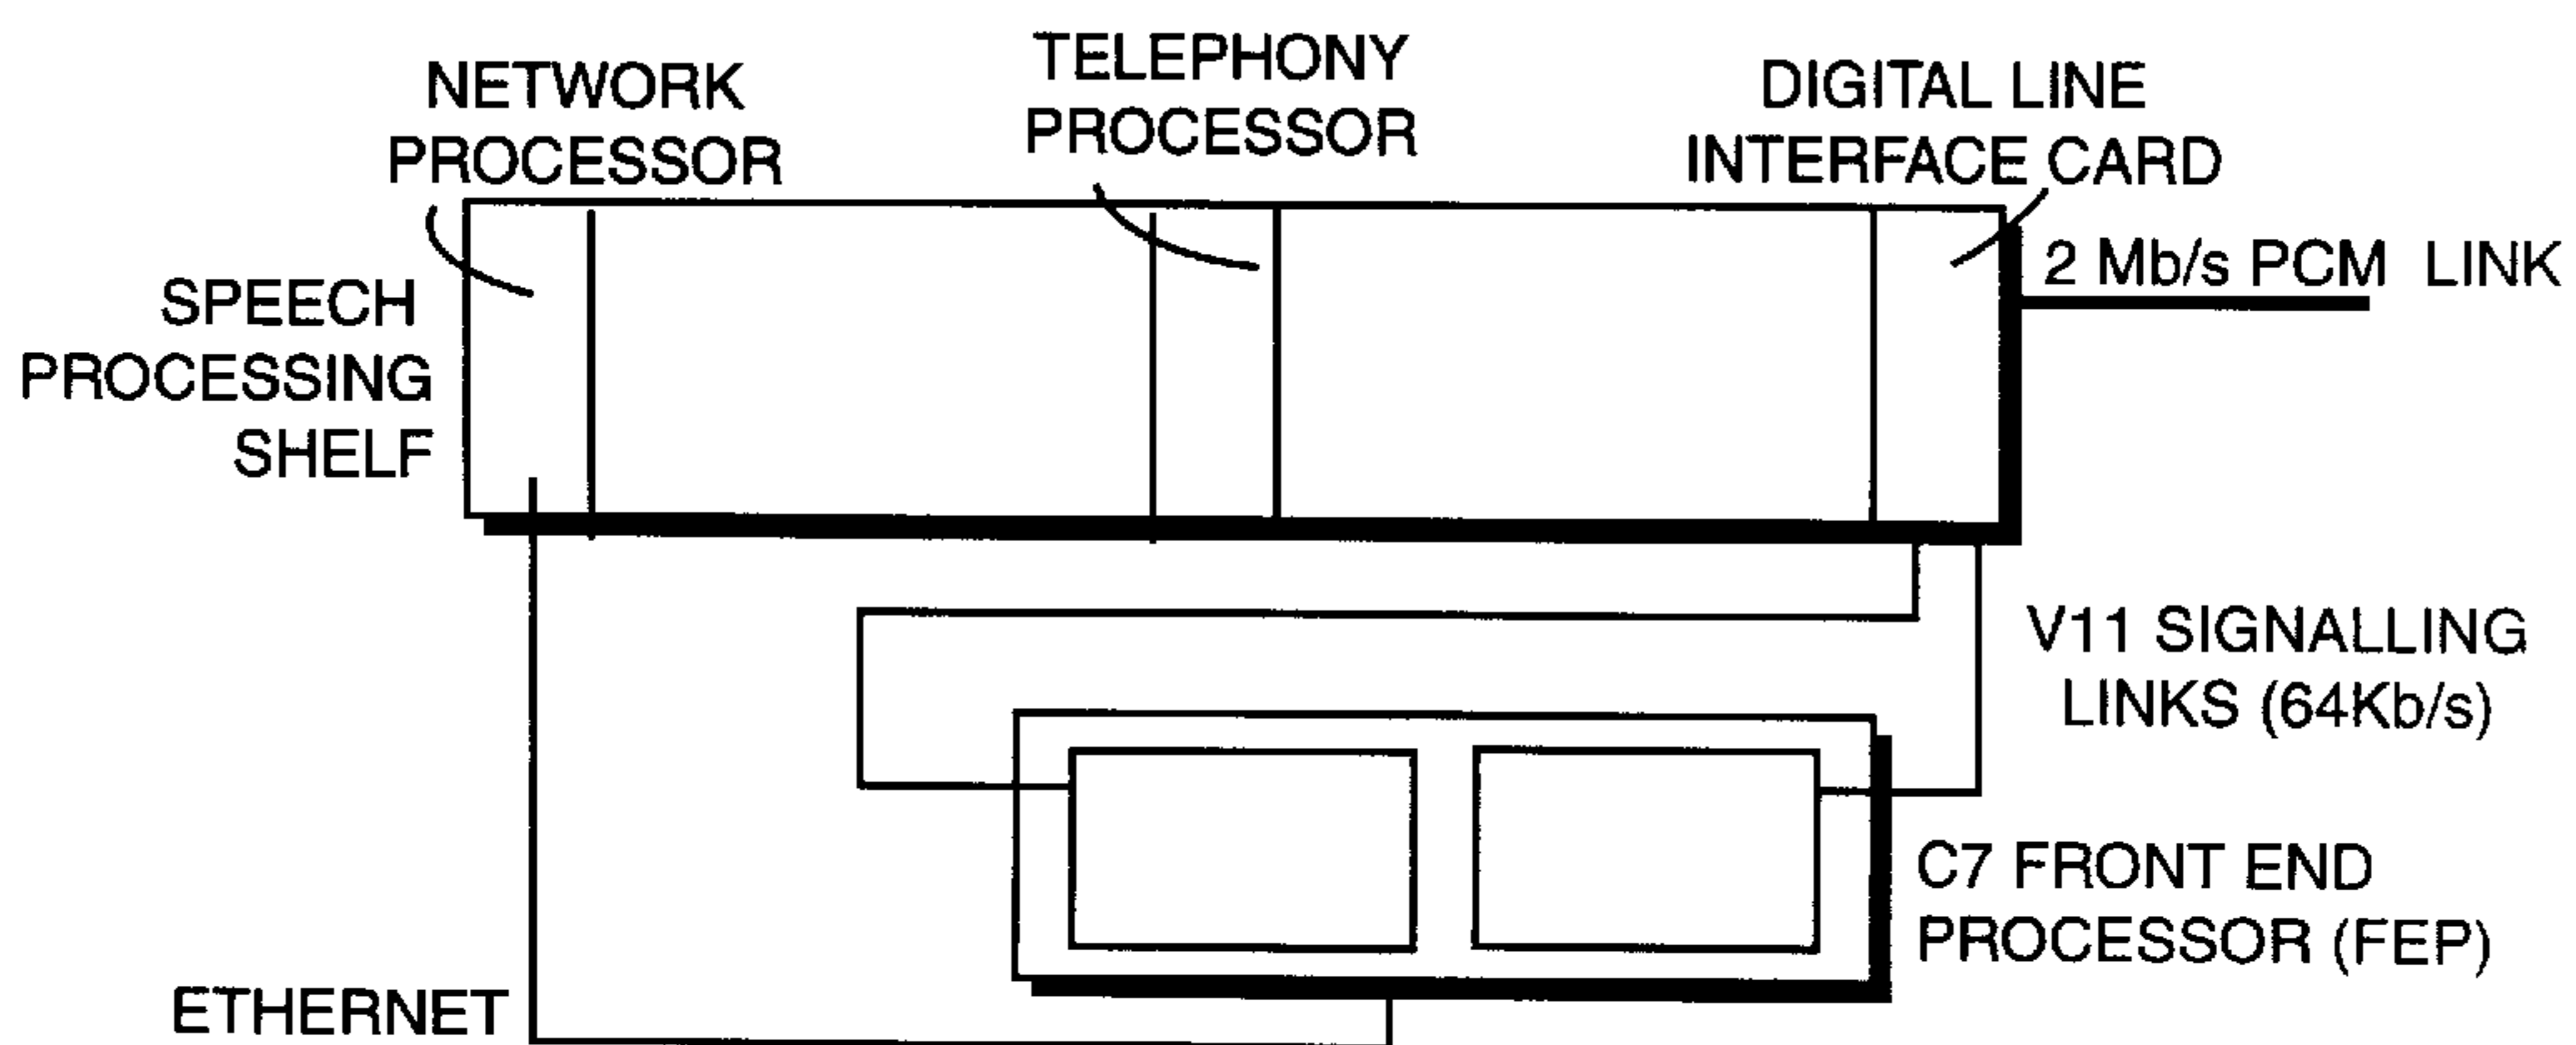 NETWORK
PROCESSOR
TELEPHONY
PROCESSOR
DIGITAL LINE
INTERFACE CARD
SPEECH
PROCESSING
SHELF
2 Mb/s PCM LINK
V11 SIGNALLING
LINKS (64Kb/s)
C7 FRONT END
PROCESSOR (FEP)
ETHERNET